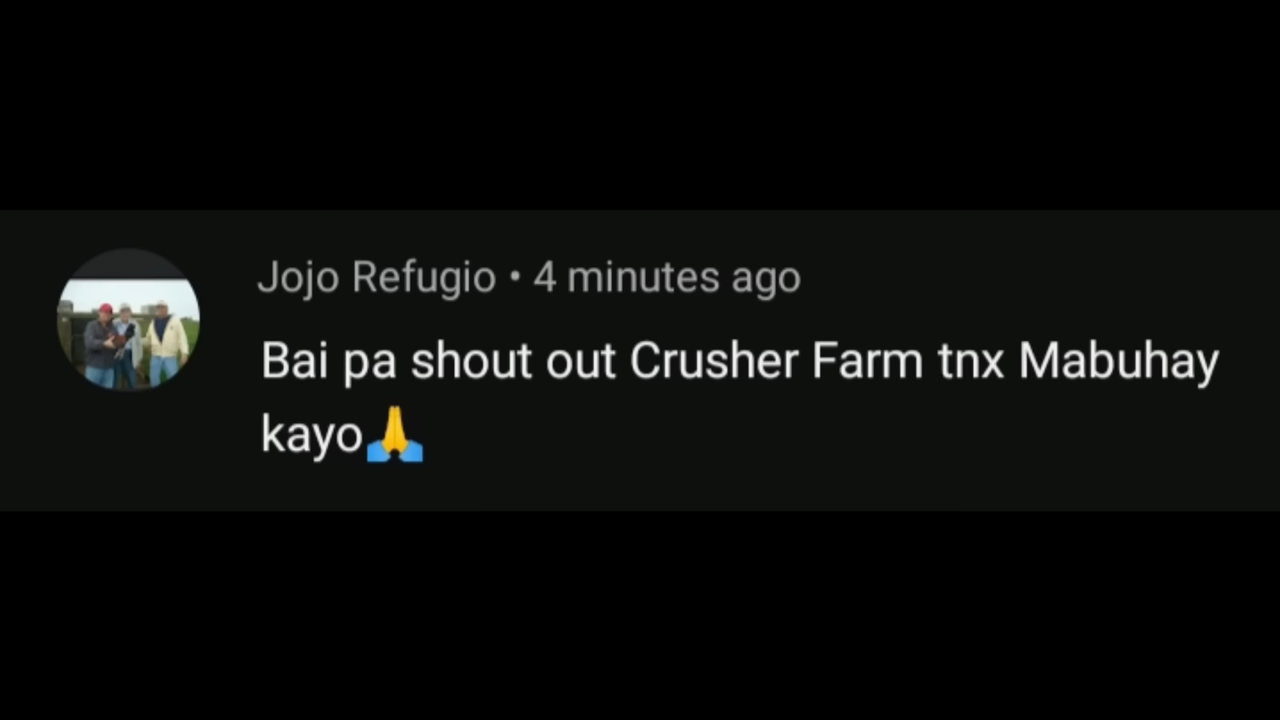 Jojo Refugio • 4 minutes ago
Bai pa shout out Crusher Farm tnx Mabuhay
kayo🙏